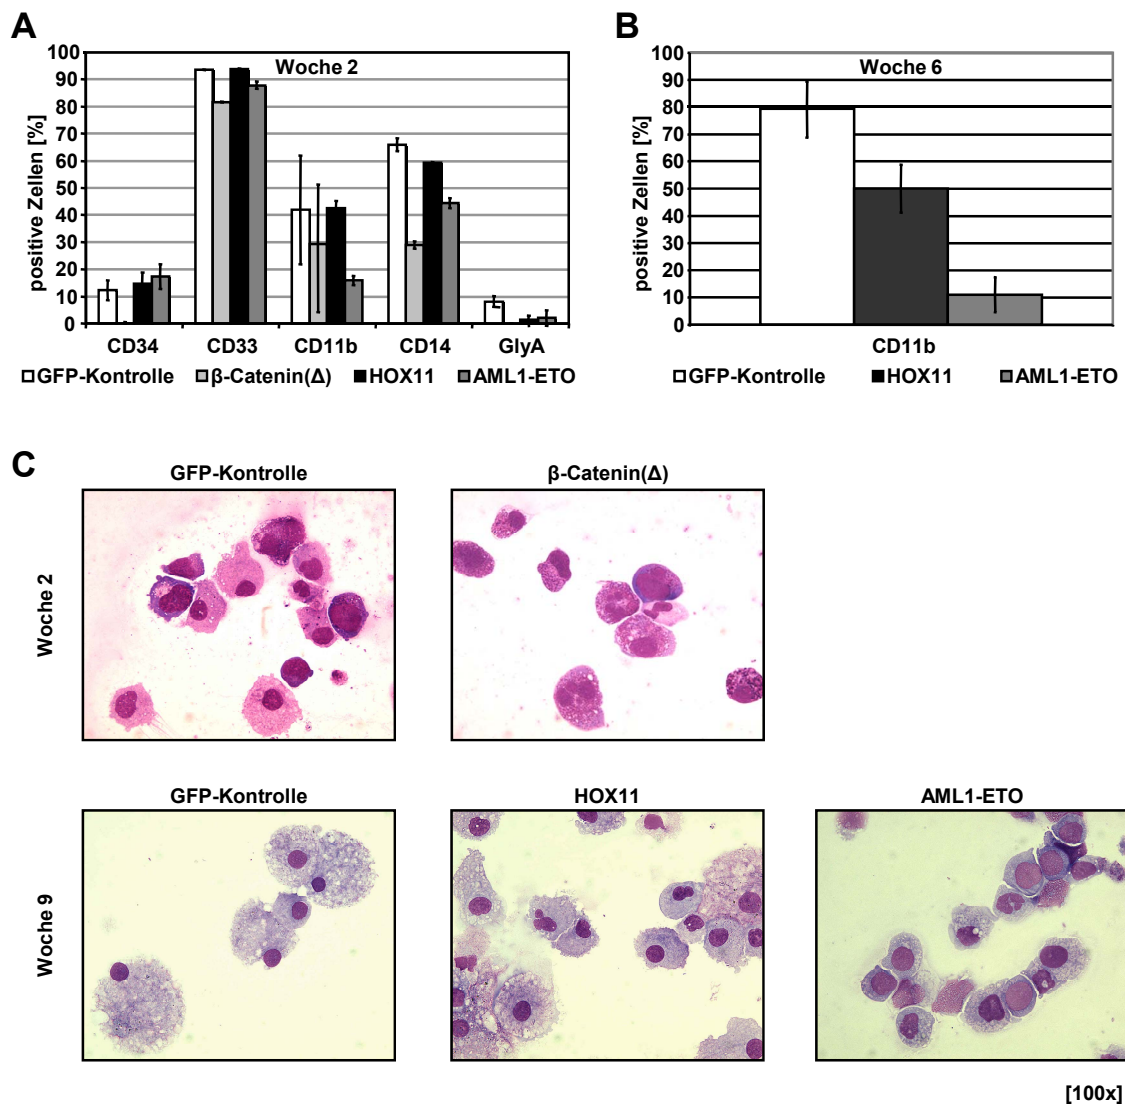 A
Woche 2
positive Zellen [%]
100
90
80
70
60
50
40
30
20
10
0
CD34 CD33 CD11b CD14 GlyA
GFP-Kontrolle β-Catenin(Δ) HOX11 AML1-ETO
B
Woche 6
positive Zellen [%]
100
90
80
70
60
50
40
30
20
10
0
CD11b
GFP-Kontrolle HOX11 AML1-ETO
C
GFP-Kontrolle β-Catenin(Δ)
Woche 2
GFP-Kontrolle HOX11 AML1-ETO
Woche 9
[100x]